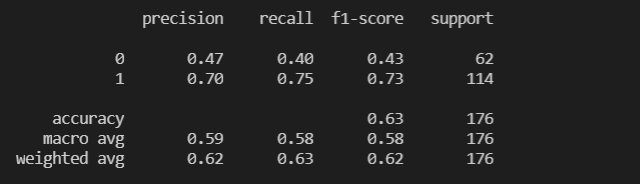 precision recall f1-score support
0 0.47 0.40 0.43 62
1 0.70 0.75 0.73 114
accuracy 0.63 176
macro avg 0.59 0.58 0.58 176
weighted avg 0.62 0.63 0.62 176